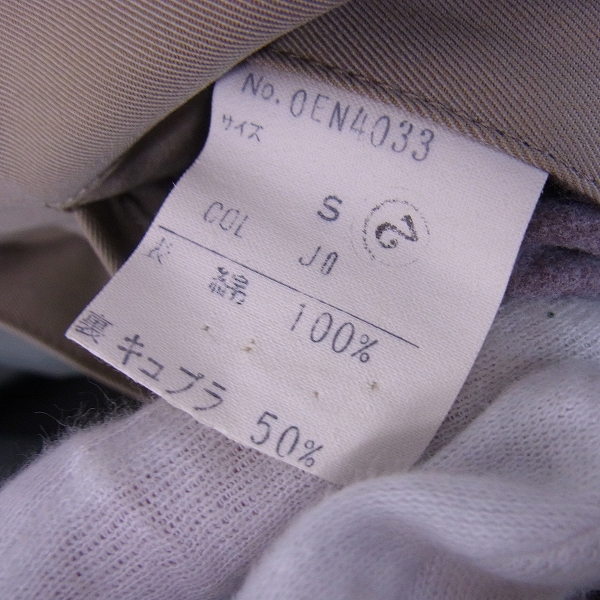 No. 0EN4033
サイズ
S
COL J0
表 綿 100%
裏 キュプラ 50%